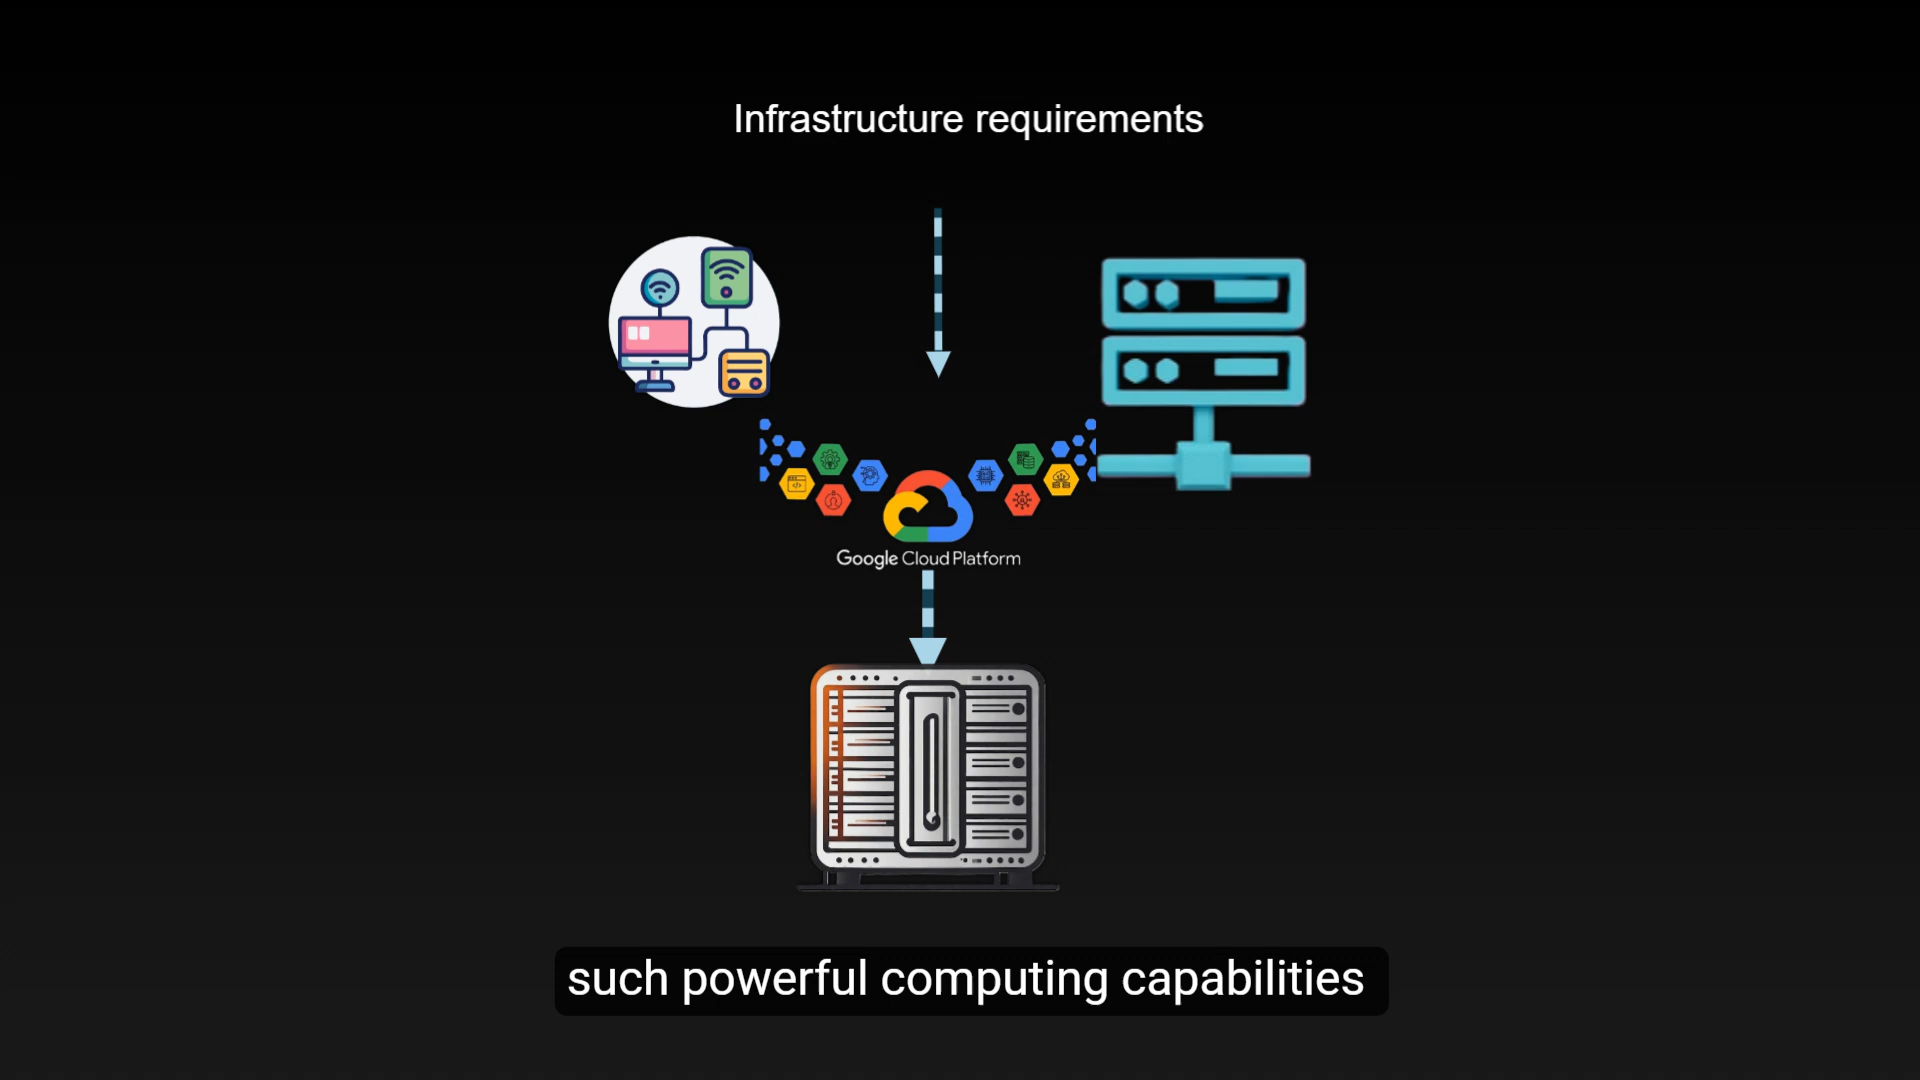 Infrastructure requirements
Google Cloud Platform
such powerful computing capabilities